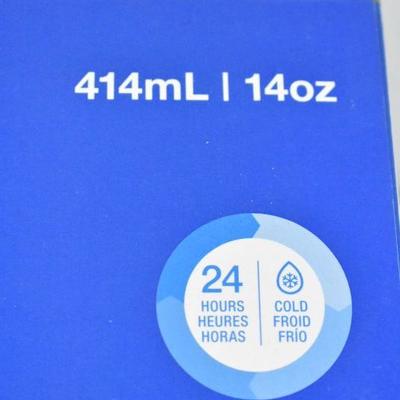 414mL | 14oz
24
HOURS
HEURES
HORAS
COLD
FROID
FRÍO